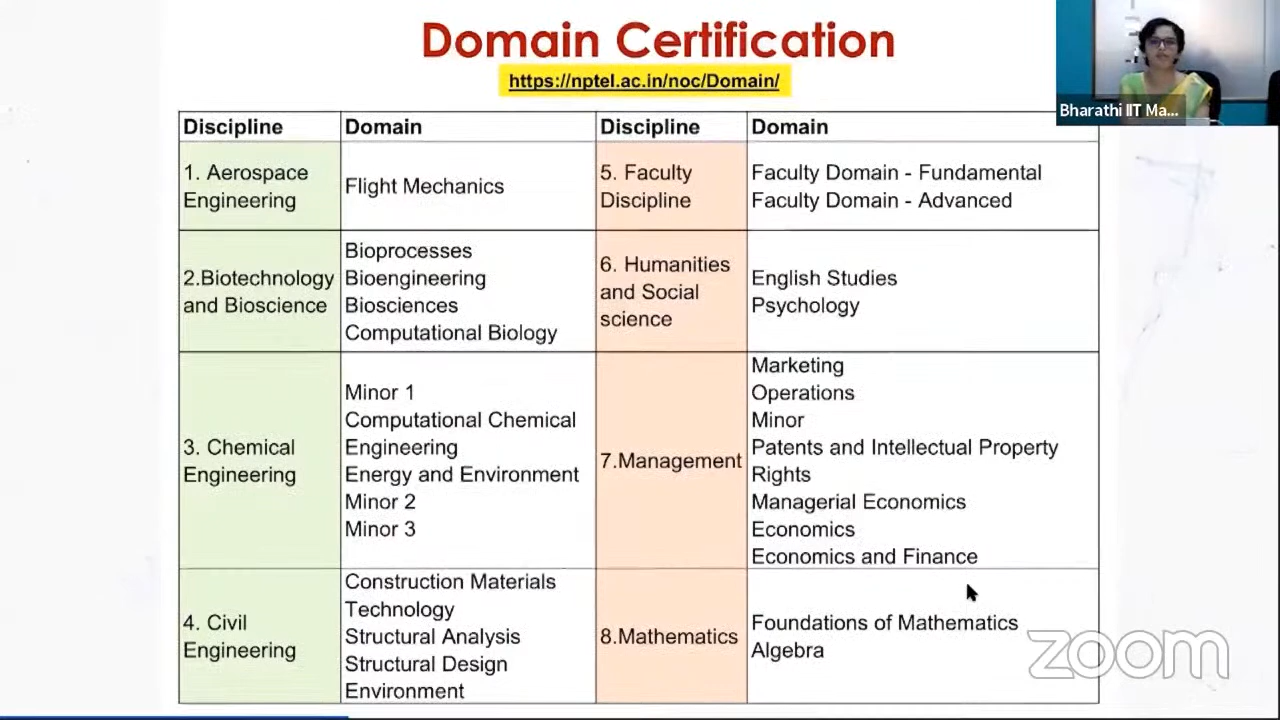 Domain Certification
https://nptel.ac.in/noc/Domain/
Bharathi IIT Ma...
Discipline
Domain
Discipline
Domain
1. Aerospace
Engineering
Flight Mechanics
5. Faculty
Discipline
Faculty Domain - Fundamental
Faculty Domain - Advanced
2.Biotechnology
and Bioscience
Bioprocesses
Bioengineering
Biosciences
Computational Biology
6. Humanities
and Social
science
English Studies
Psychology
3. Chemical
Engineering
Minor 1
Computational Chemical
Engineering
Energy and Environment
Minor 2
Minor 3
7.Management
Marketing
Operations
Minor
Patents and Intellectual Property
Rights
Managerial Economics
Economics
Economics and Finance
4. Civil
Engineering
Construction Materials
Technology
Structural Analysis
Structural Design
Environment
8.Mathematics
Foundations of Mathematics
Algebra
zoom